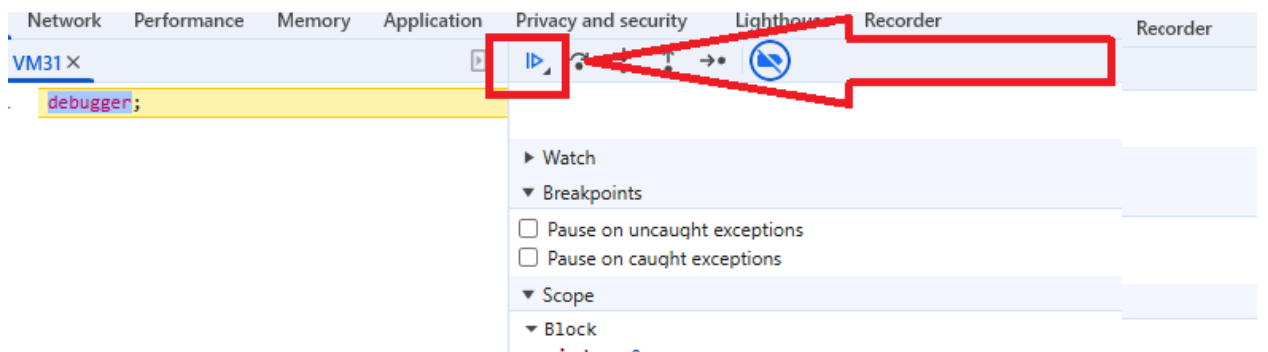 Network Performance Memory Application Privacy and security Lighthouse Recorder Recorder
VM31 ×
debugger;
Watch
Breakpoints
Pause on uncaught exceptions
Pause on caught exceptions
Scope
Block